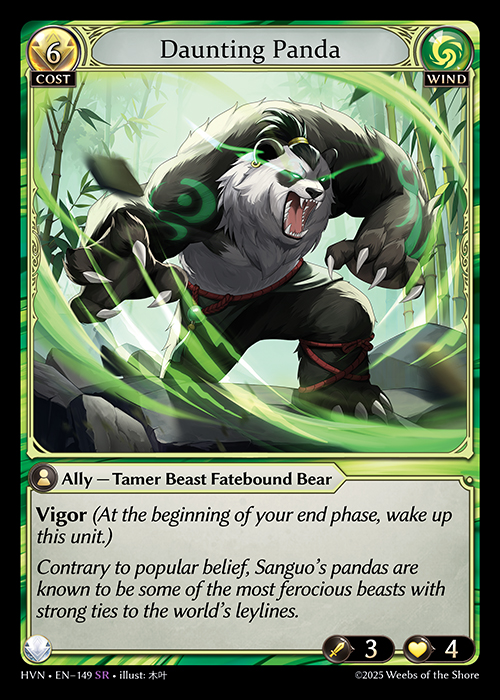 6
COST
Daunting Panda
WIND
Ally — Tamer Beast Fatebound Bear
Vigor (At the beginning of your end phase, wake up
this unit.)
Contrary to popular belief, Sanguo's pandas are
known to be some of the most ferocious beasts with
strong ties to the world's leylines.
3
4
HVN • EN-149 SR • illust: 木叶
©2025 Weebs of the Shore